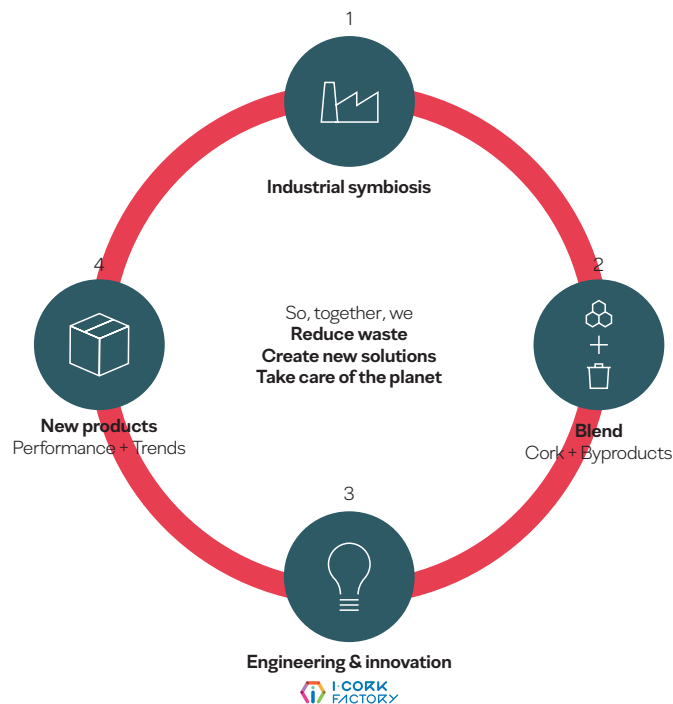 1
Industrial symbiosis
2
Blend
Cork + Byproducts
3
Engineering & innovation
I·CORK
FACTORY
4
New products
Performance + Trends
So, together, we
Reduce waste
Create new solutions
Take care of the planet